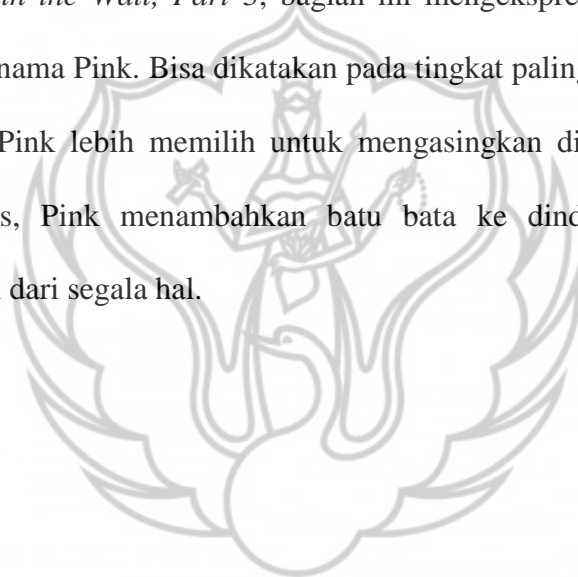 in the Wall, Part 3, bagian ini mengekspre
nama Pink. Bisa dikatakan pada tingkat paling
Pink lebih memilih untuk mengasingkan di
s, Pink menambahkan batu bata ke dind
dari segala hal.